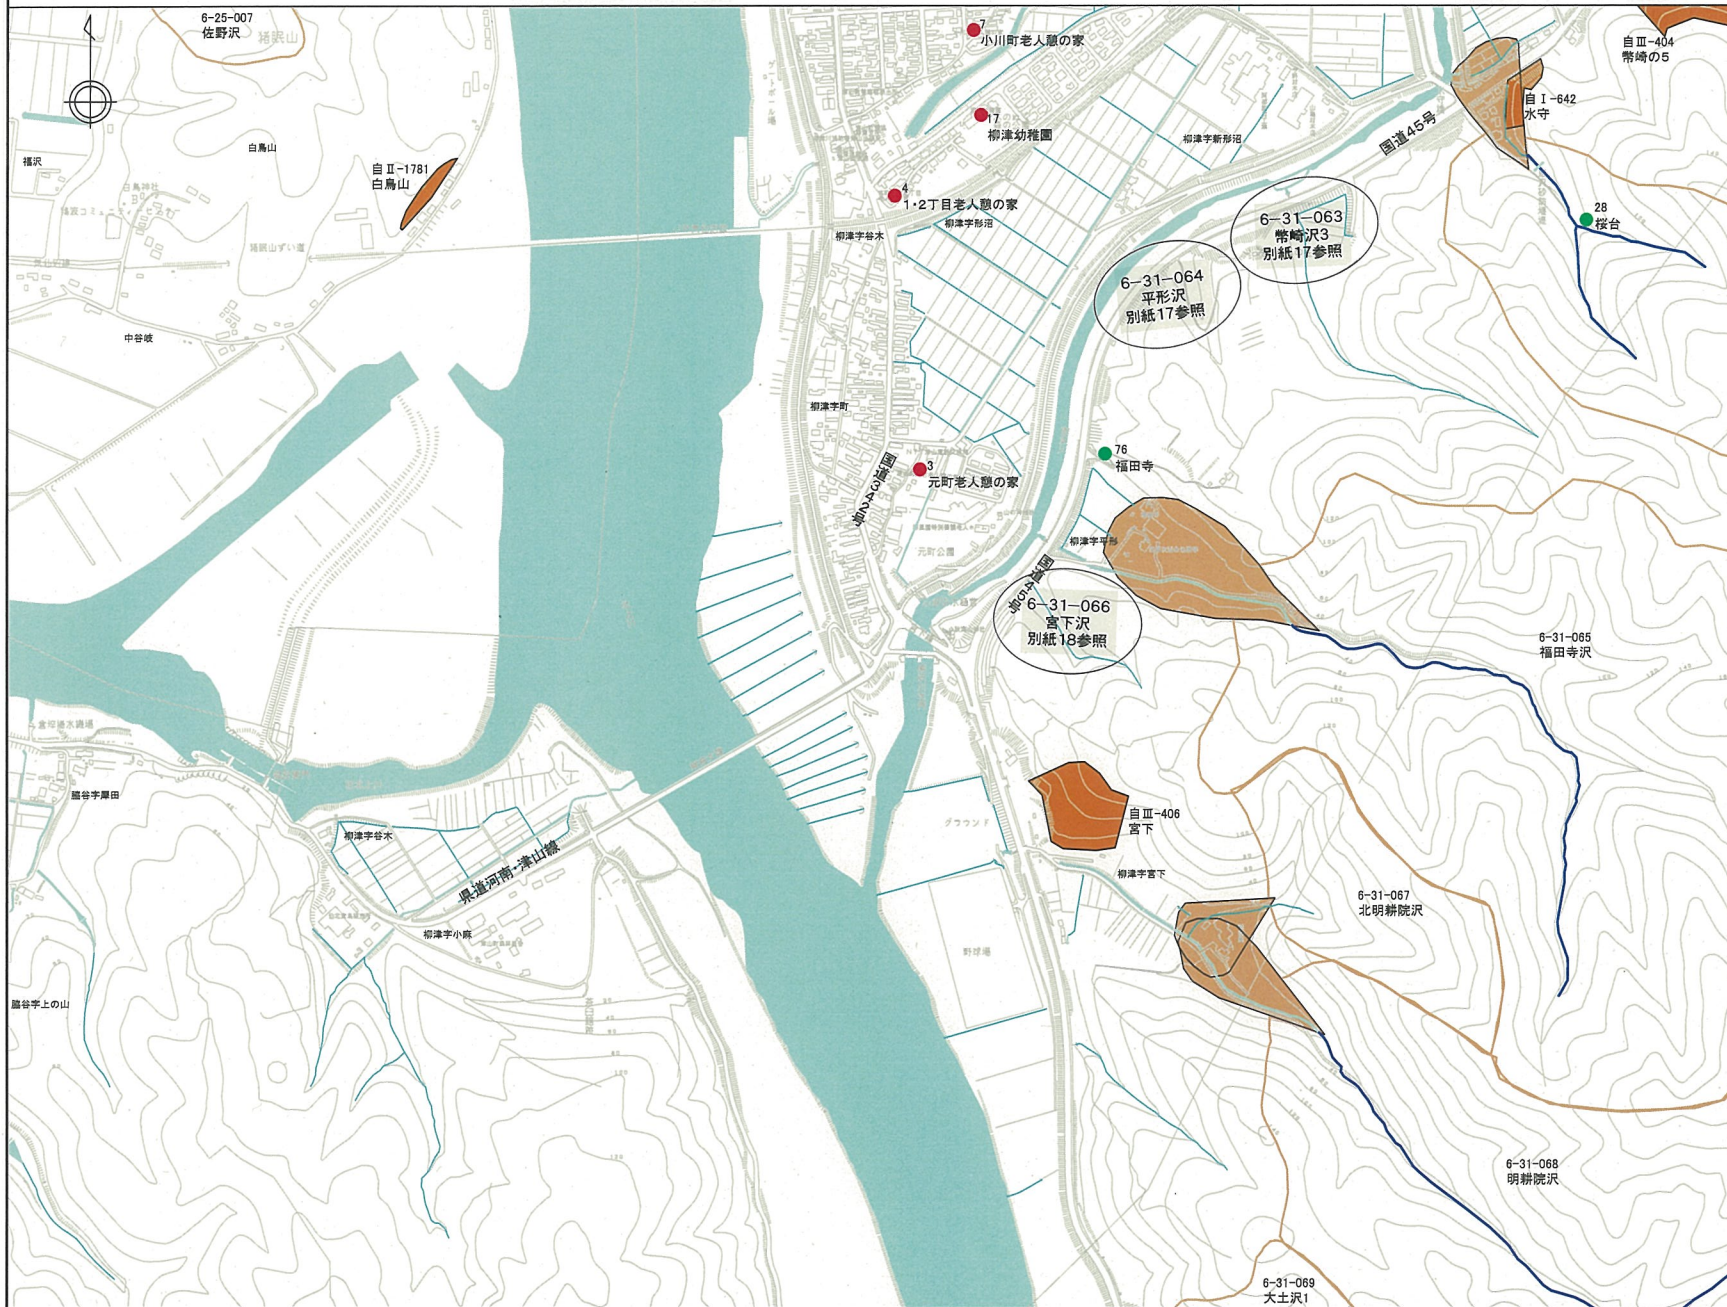 6-25-007
佐野沢
7
小川町老人憩の家
自Ⅲ-404
幣崎の5
17
柳津幼稚園
自Ⅰ-642
水守
国道45号
柳津字新形沼
福沢
白鳥山
自Ⅱ-1781
白鳥山
4
1・2丁目老人憩の家
柳津字形沼
柳津字谷木
6-31-063
幣崎沢3
別紙17参照
28
桜台
6-31-064
平形沢
別紙17参照
中谷岐
柳津字町
国道342号
3
元町老人憩の家
76
福田寺
柳津字平形
元町公園
国道45号
6-31-066
宮下沢
別紙18参照
6-31-065
福田寺沢
脇谷字犀田
柳津字谷木
県道河南・津山線
柳津字小麻
グラウンド
自Ⅲ-406
宮下
柳津字宮下
6-31-067
北明耕院沢
野球場
脇谷字上の山
6-31-068
明耕院沢
6-31-069
大土沢1